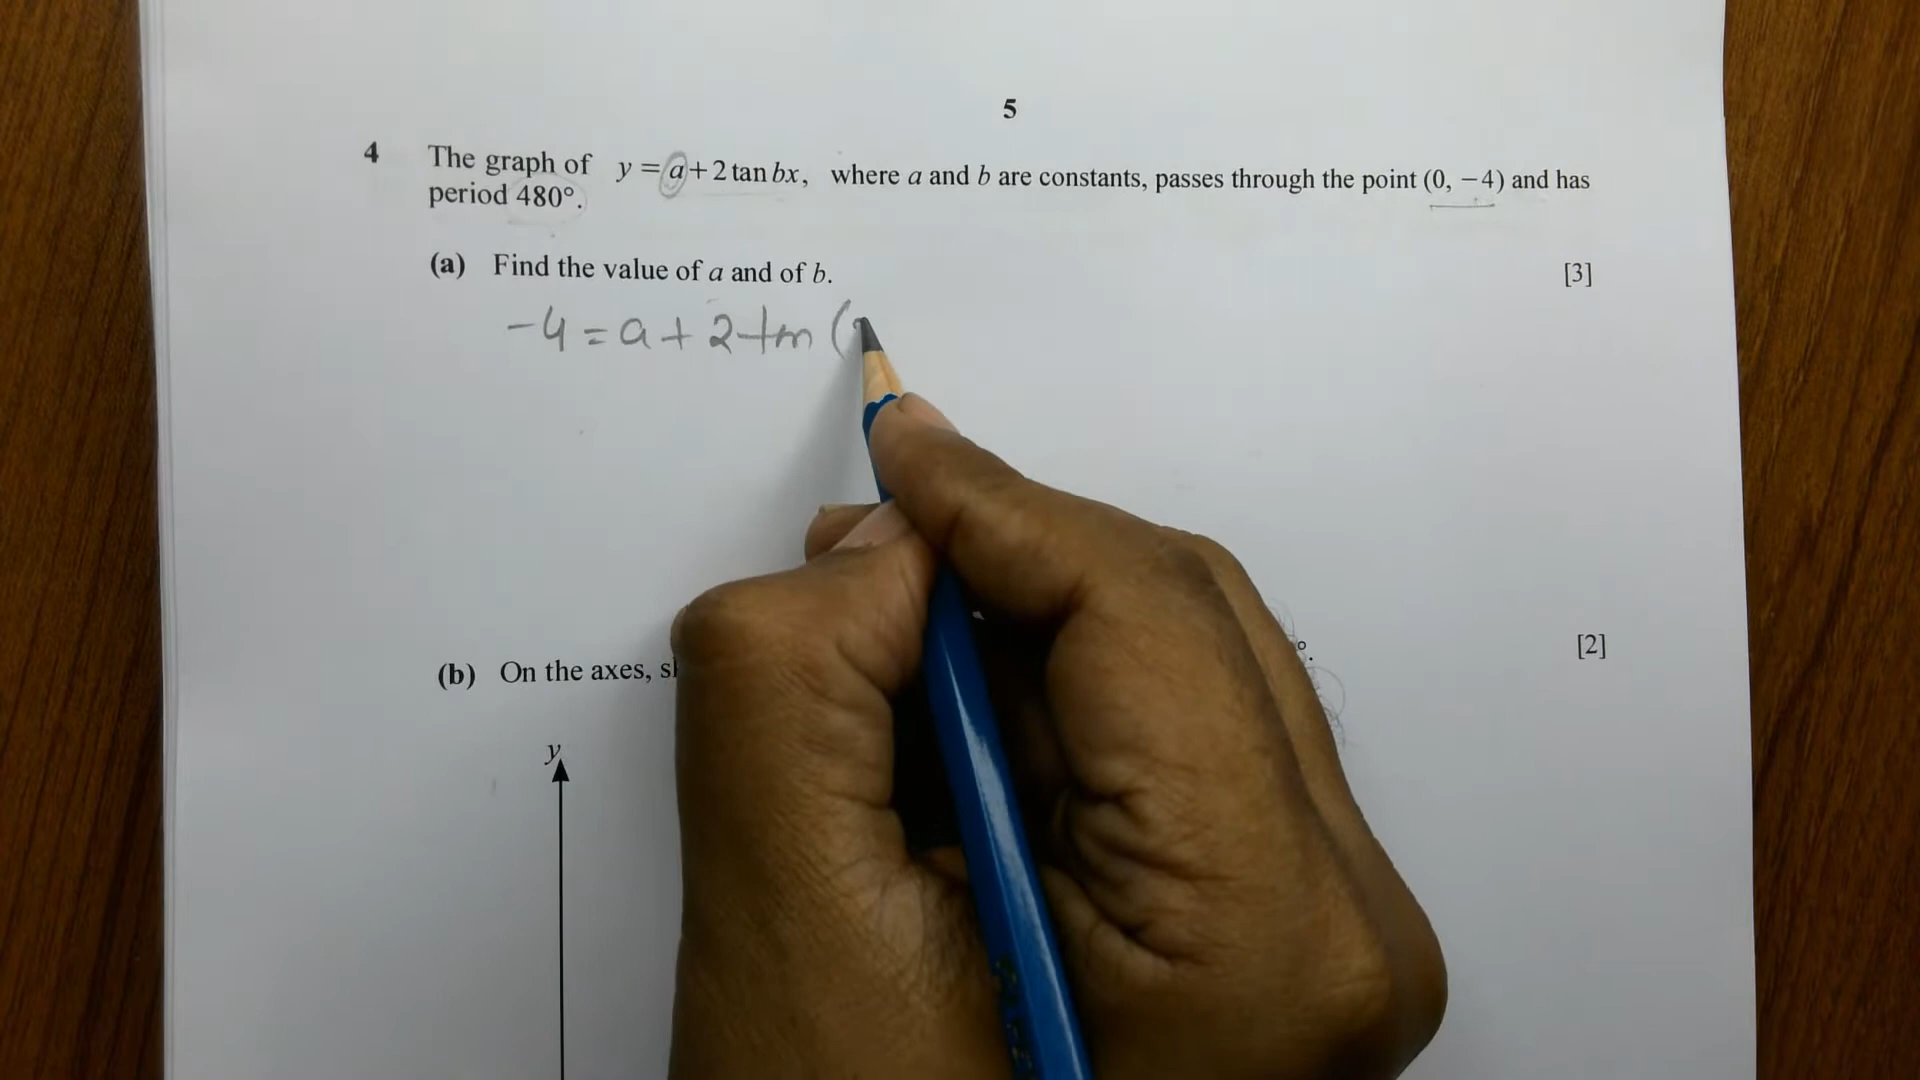 5
4 The graph of y = a + 2 tan bx, where a and b are constants, passes through the point (0, −4) and has
period 480°.
(a) Find the value of a and of b. [3]
-4 = a + 2 tan (
(b) On the axes, °. [2]
y